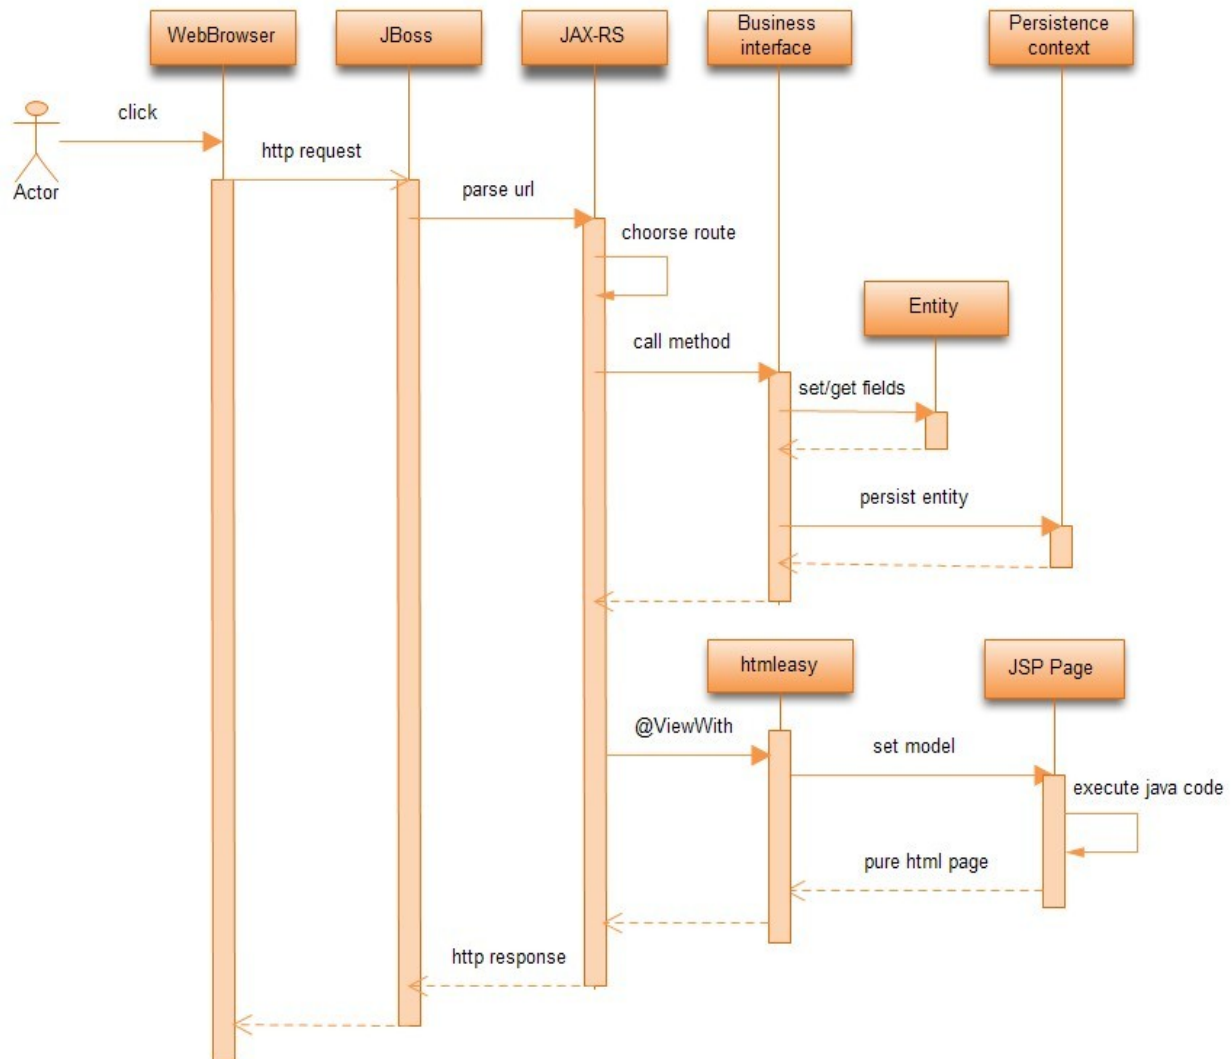 WebBrowser
JBoss
JAX-RS
Business
interface
Persistence
context
click
http request
Actor
parse url
choorse route
Entity
call method
set/get fields
persist entity
htmleasy
JSP Page
@ViewWith
set model
execute java code
pure html page
http response